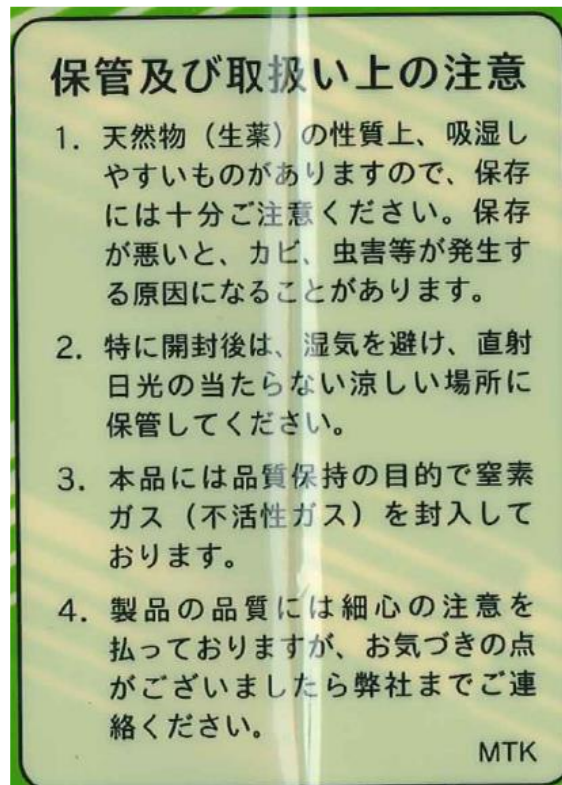 保管及び取扱い上の注意
1. 天然物（生薬）の性質上、吸湿し
やすいものがありますので、保存
には十分ご注意ください。保存
が悪いと、カビ、虫害等が発生す
る原因になることがあります。
2. 特に開封後は、湿気を避け、直射
日光の当たらない涼しい場所に
保管してください。
3. 本品には品質保持の目的で窒素
ガス（不活性ガス）を封入して
おります。
4. 製品の品質には細心の注意を
払っておりますが、お気づきの点
がございましたら弊社までご連
絡ください。
MTK